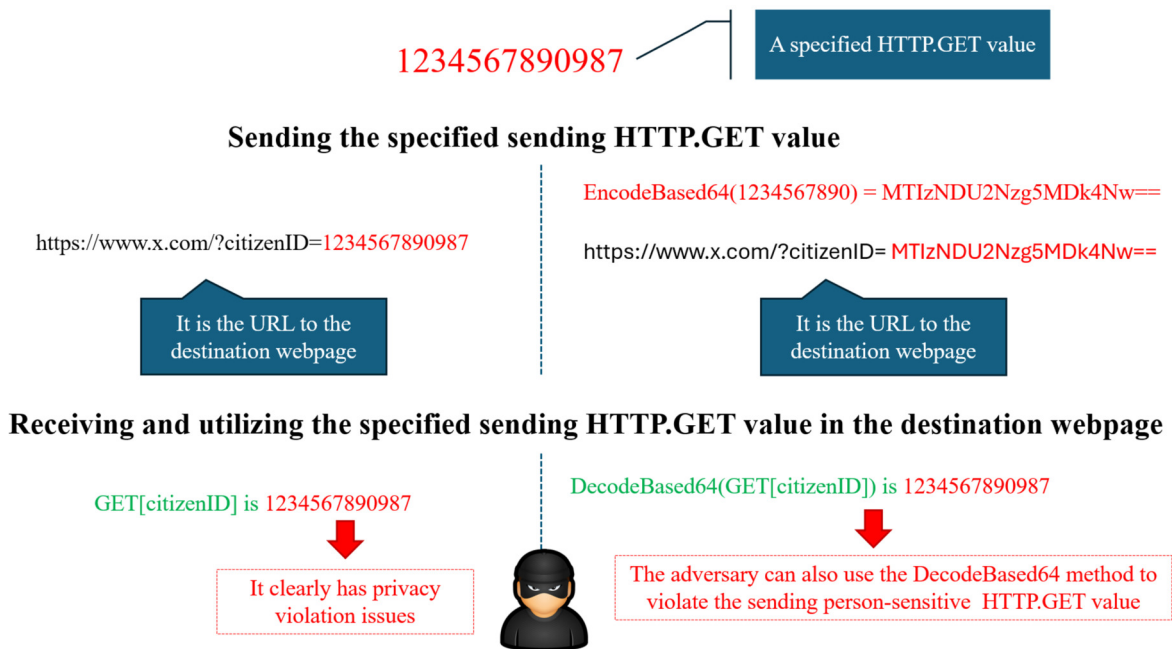 1234567890987
A specified HTTP.GET value
Sending the specified sending HTTP.GET value
https://www.x.com/?citizenID=1234567890987
It is the URL to the
destination webpage
EncodeBased64(1234567890) = MTIzNDU2Nzg5MDk4Nw==
https://www.x.com/?citizenID= MTIzNDU2Nzg5MDk4Nw==
It is the URL to the
destination webpage
Receiving and utilizing the specified sending HTTP.GET value in the destination webpage
GET[citizenID] is 1234567890987
It clearly has privacy
violation issues
DecodeBased64(GET[citizenID]) is 1234567890987
The adversary can also use the DecodeBased64 method to
violate the sending person-sensitive HTTP.GET value